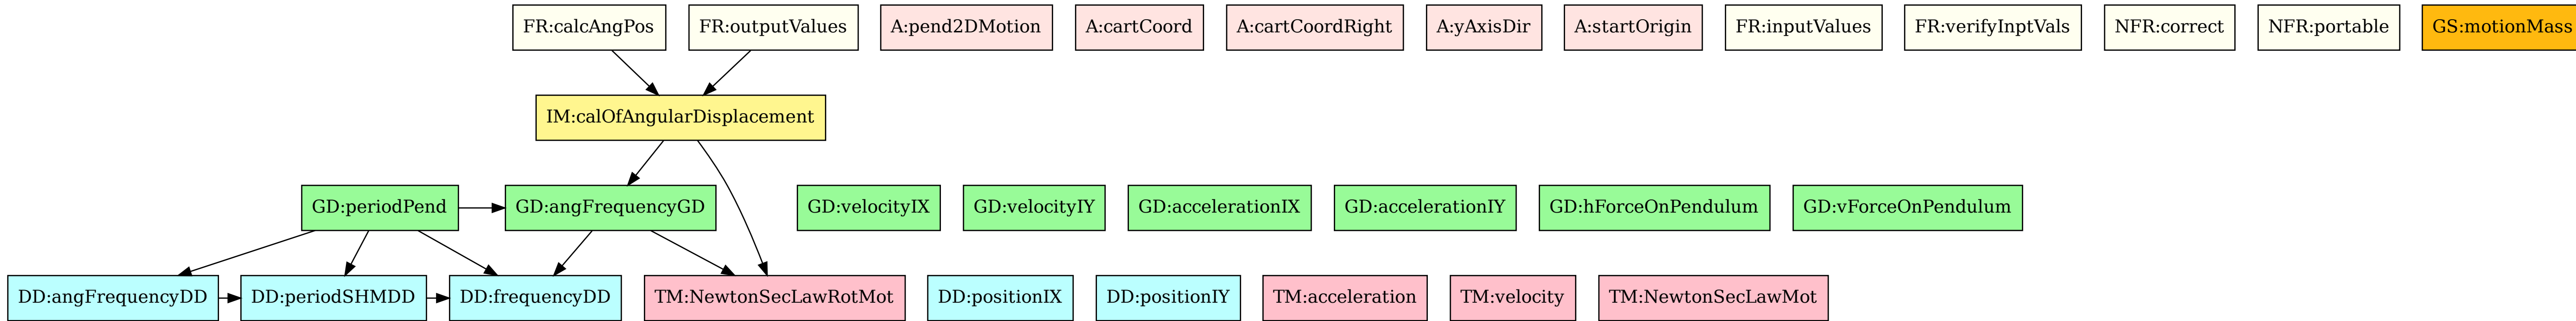 FR:calcAngPos
FR:outputValues
A:pend2DMotion
A:cartCoord
A:cartCoordRight
A:yAxisDir
A:startOrigin
FR:inputValues
FR:verifyInptVals
NFR:correct
NFR:portable
GS:motionMass
IM:calOfAngularDisplacement
GD:periodPend
GD:angFrequencyGD
GD:velocityIX
GD:velocityIY
GD:accelerationIX
GD:accelerationIY
GD:hForceOnPendulum
GD:vForceOnPendulum
DD:angFrequencyDD
DD:periodSHMDD
DD:frequencyDD
TM:NewtonSecLawRotMot
DD:positionIX
DD:positionIY
TM:acceleration
TM:velocity
TM:NewtonSecLawMot